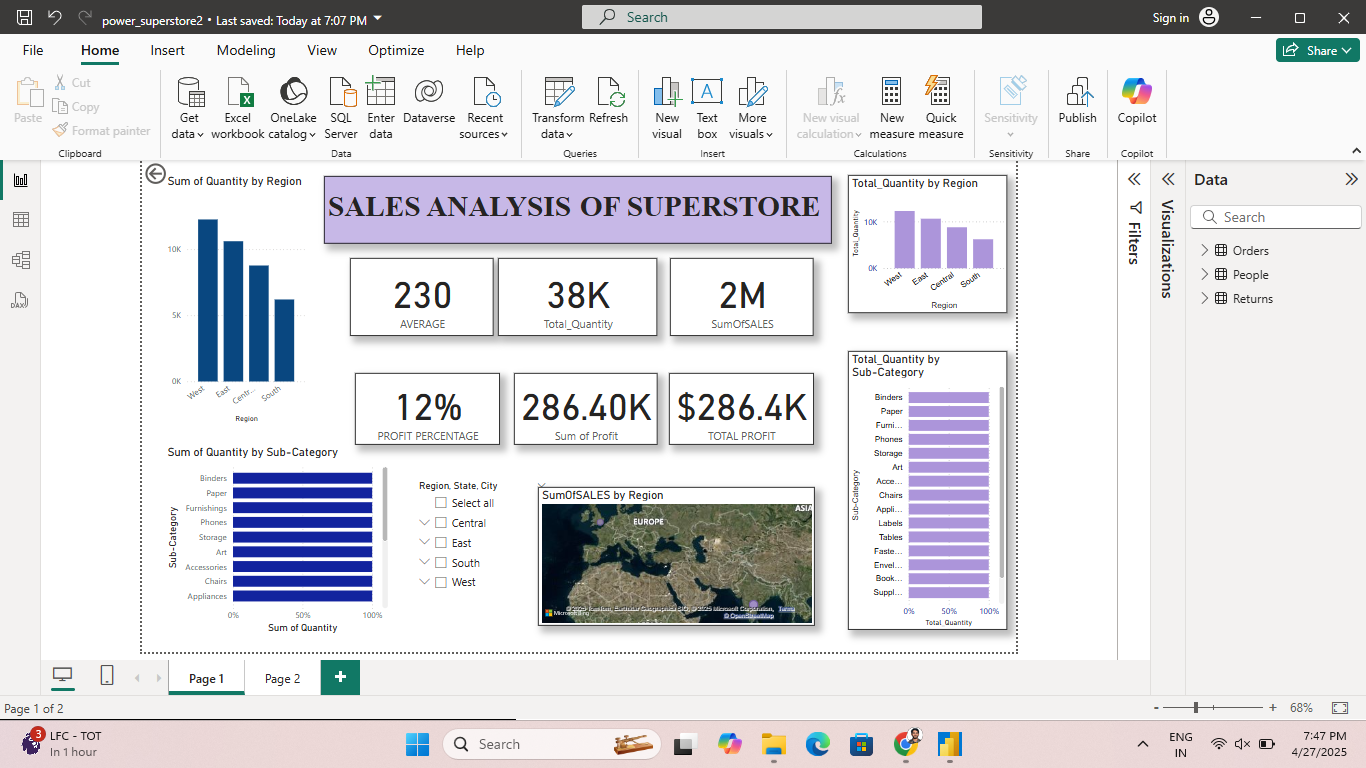 power_superstore2 • Last saved: Today at 7:07 PM
Search
Sign in
File Home Insert Modeling View Optimize Help
Share
Paste
Cut
Copy
Format painter
Clipboard
Get data
Excel workbook
OneLake catalog
SQL Server
Enter data
Dataverse
Recent sources
Data
Transform data
Refresh
Queries
New visual
Text box
More visuals
Insert
New visual calculation
New measure
Quick measure
Calculations
Sensitivity
Sensitivity
Publish
Share
Copilot
Copilot
DAX
Sum of Quantity by Region
10K
5K
0K
West
East
Centr...
South
Region
SALES ANALYSIS OF SUPERSTORE
230
AVERAGE
38K
Total_Quantity
2M
SumOfSALES
12%
PROFIT PERCENTAGE
286.40K
Sum of Profit
$286.4K
TOTAL PROFIT
Total_Quantity by Region
Total_Quantity
10K
0K
West
East
Central
South
Region
Sum of Quantity by Sub-Category
Sub-Category
Binders
Paper
Furnishings
Phones
Storage
Art
Accessories
Chairs
Appliances
0% 50% 100%
Sum of Quantity
Region, State, City
Select all
Central
East
South
West
SumOfSALES by Region
EUROPE
ASIA
Microsoft Bing
© 2025 TomTom, Earthstar Geographics SIO, © 2025 Microsoft Corporation, Terms
© OpenStreetMap
Total_Quantity by
Sub-Category
Sub-Category
Binders
Paper
Furni...
Phones
Storage
Art
Acce...
Chairs
Appli...
Labels
Tables
Faste...
Envel...
Book...
Suppl...
0% 50% 100%
Total_Quantity
Filters
Visualizations
Data
Search
Orders
People
Returns
Page 1
Page 2
Page 1 of 2
- + 68%
3
LFC - TOT
In 1 hour
Search
ENG
IN
7:47 PM
4/27/2025